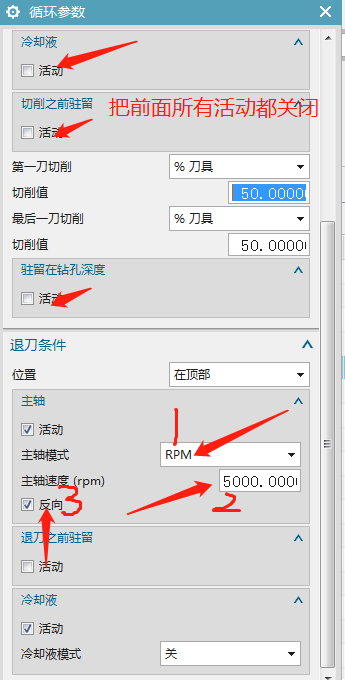 循环参数
冷却液
活动
切削之前驻留
活动
把前面所有活动都关闭
第一刀切削
% 刀具
切削值
50.00000
最后一刀切削
% 刀具
切削值
50.00000
驻留在钻孔深度
活动
退刀条件
位置
在顶部
主轴
活动
1
主轴模式
RPM
主轴速度 (rpm)
5000.0000
反向
3
2
退刀之前驻留
活动
冷却液
活动
冷却液模式
关